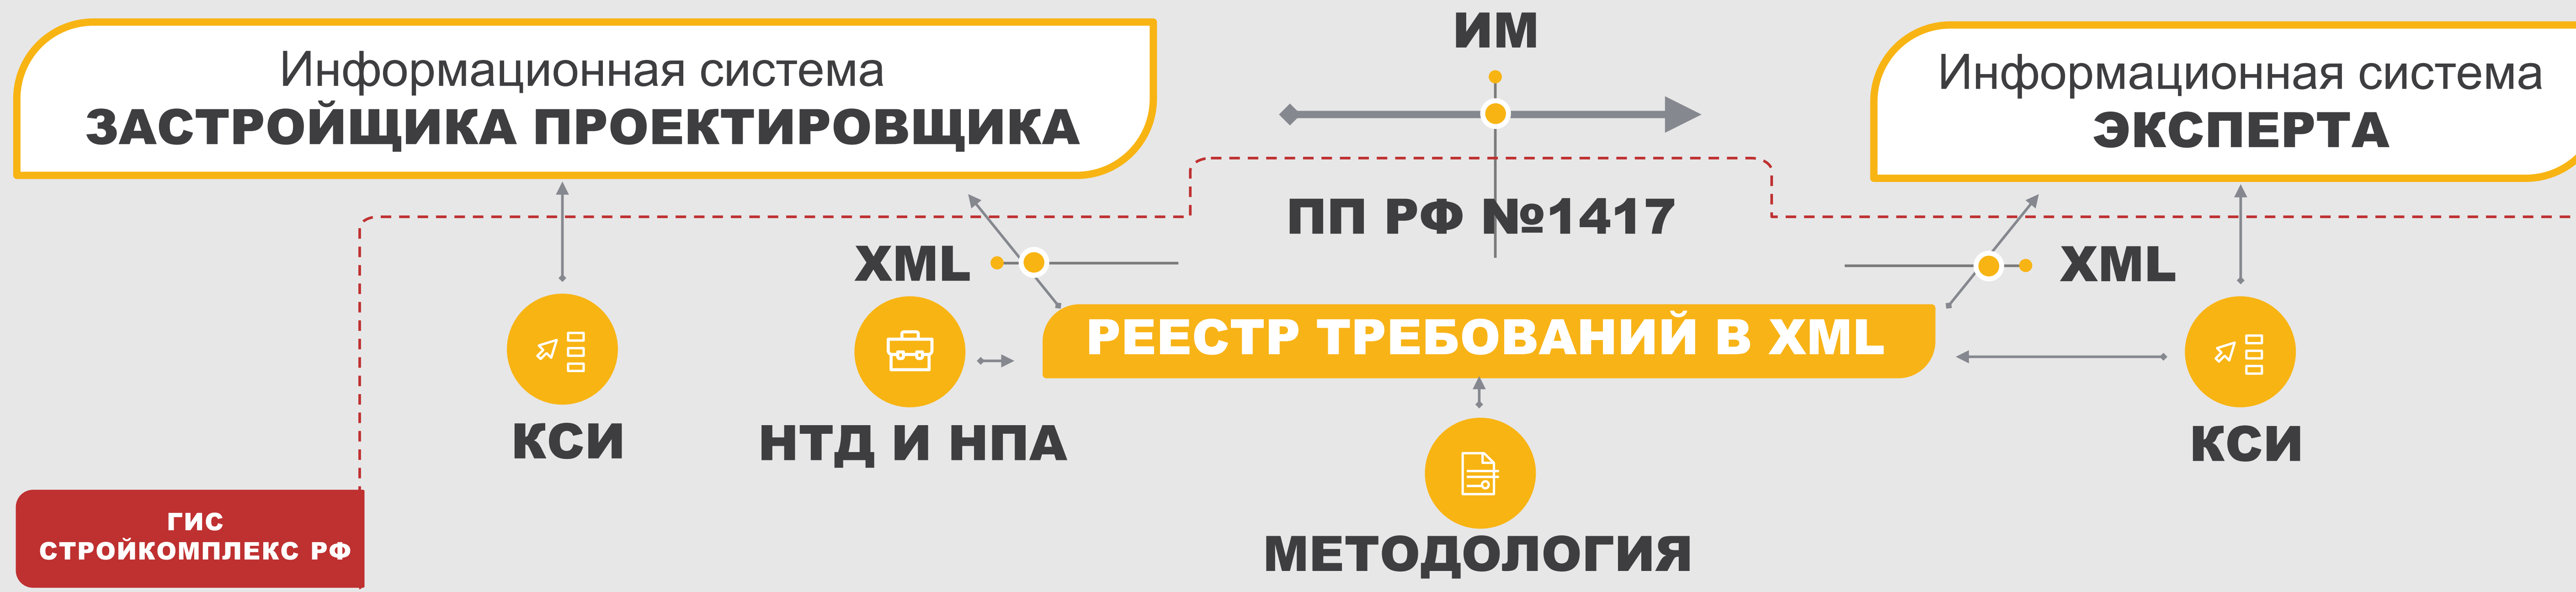 ИМ
Информационная система
ЗАСТРОЙЩИКА ПРОЕКТИРОВЩИКА
Информационная система
ЭКСПЕРТА
ПП РФ №1417
XML
XML
РЕЕСТР ТРЕБОВАНИЙ В XML
КСИ
НТД И НПА
КСИ
МЕТОДОЛОГИЯ
ГИС
СТРОЙКОМПЛЕКС РФ